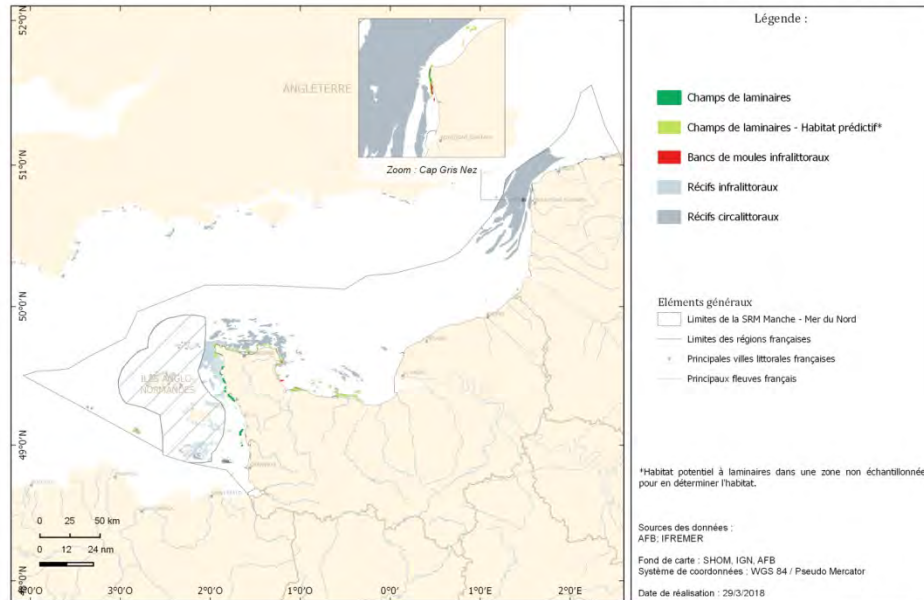 52°0'N
51°0'N
50°0'N
49°0'N
48°0'N
4°0'O
3°0'O
2°0'O
1°0'O
0°0'
1°0'E
2°0'E
ANGLETERRE
Zoom : Cap Gris Nez
ILES ANGLO
NORMANDES
0 25 50 km
0 12 24 nm
Légende :
Champs de laminaires
Champs de laminaires - Habitat prédictif*
Bancs de moules infralittoraux
Récifs infralittoraux
Récifs circalittoraux
Eléments généraux
Limites de la SRM Manche - Mer du Nord
Limites des régions françaises
Principales villes littorales françaises
Principaux fleuves français
*Habitat potentiel à laminaires dans une zone non échantillonnée
pour en déterminer l'habitat.
Sources des données :
AFB; IFREMER
Fond de carte : SHOM, IGN, AFB
Système de coordonnées : WGS 84 / Pseudo Mercator
Date de réalisation : 29/3/2018